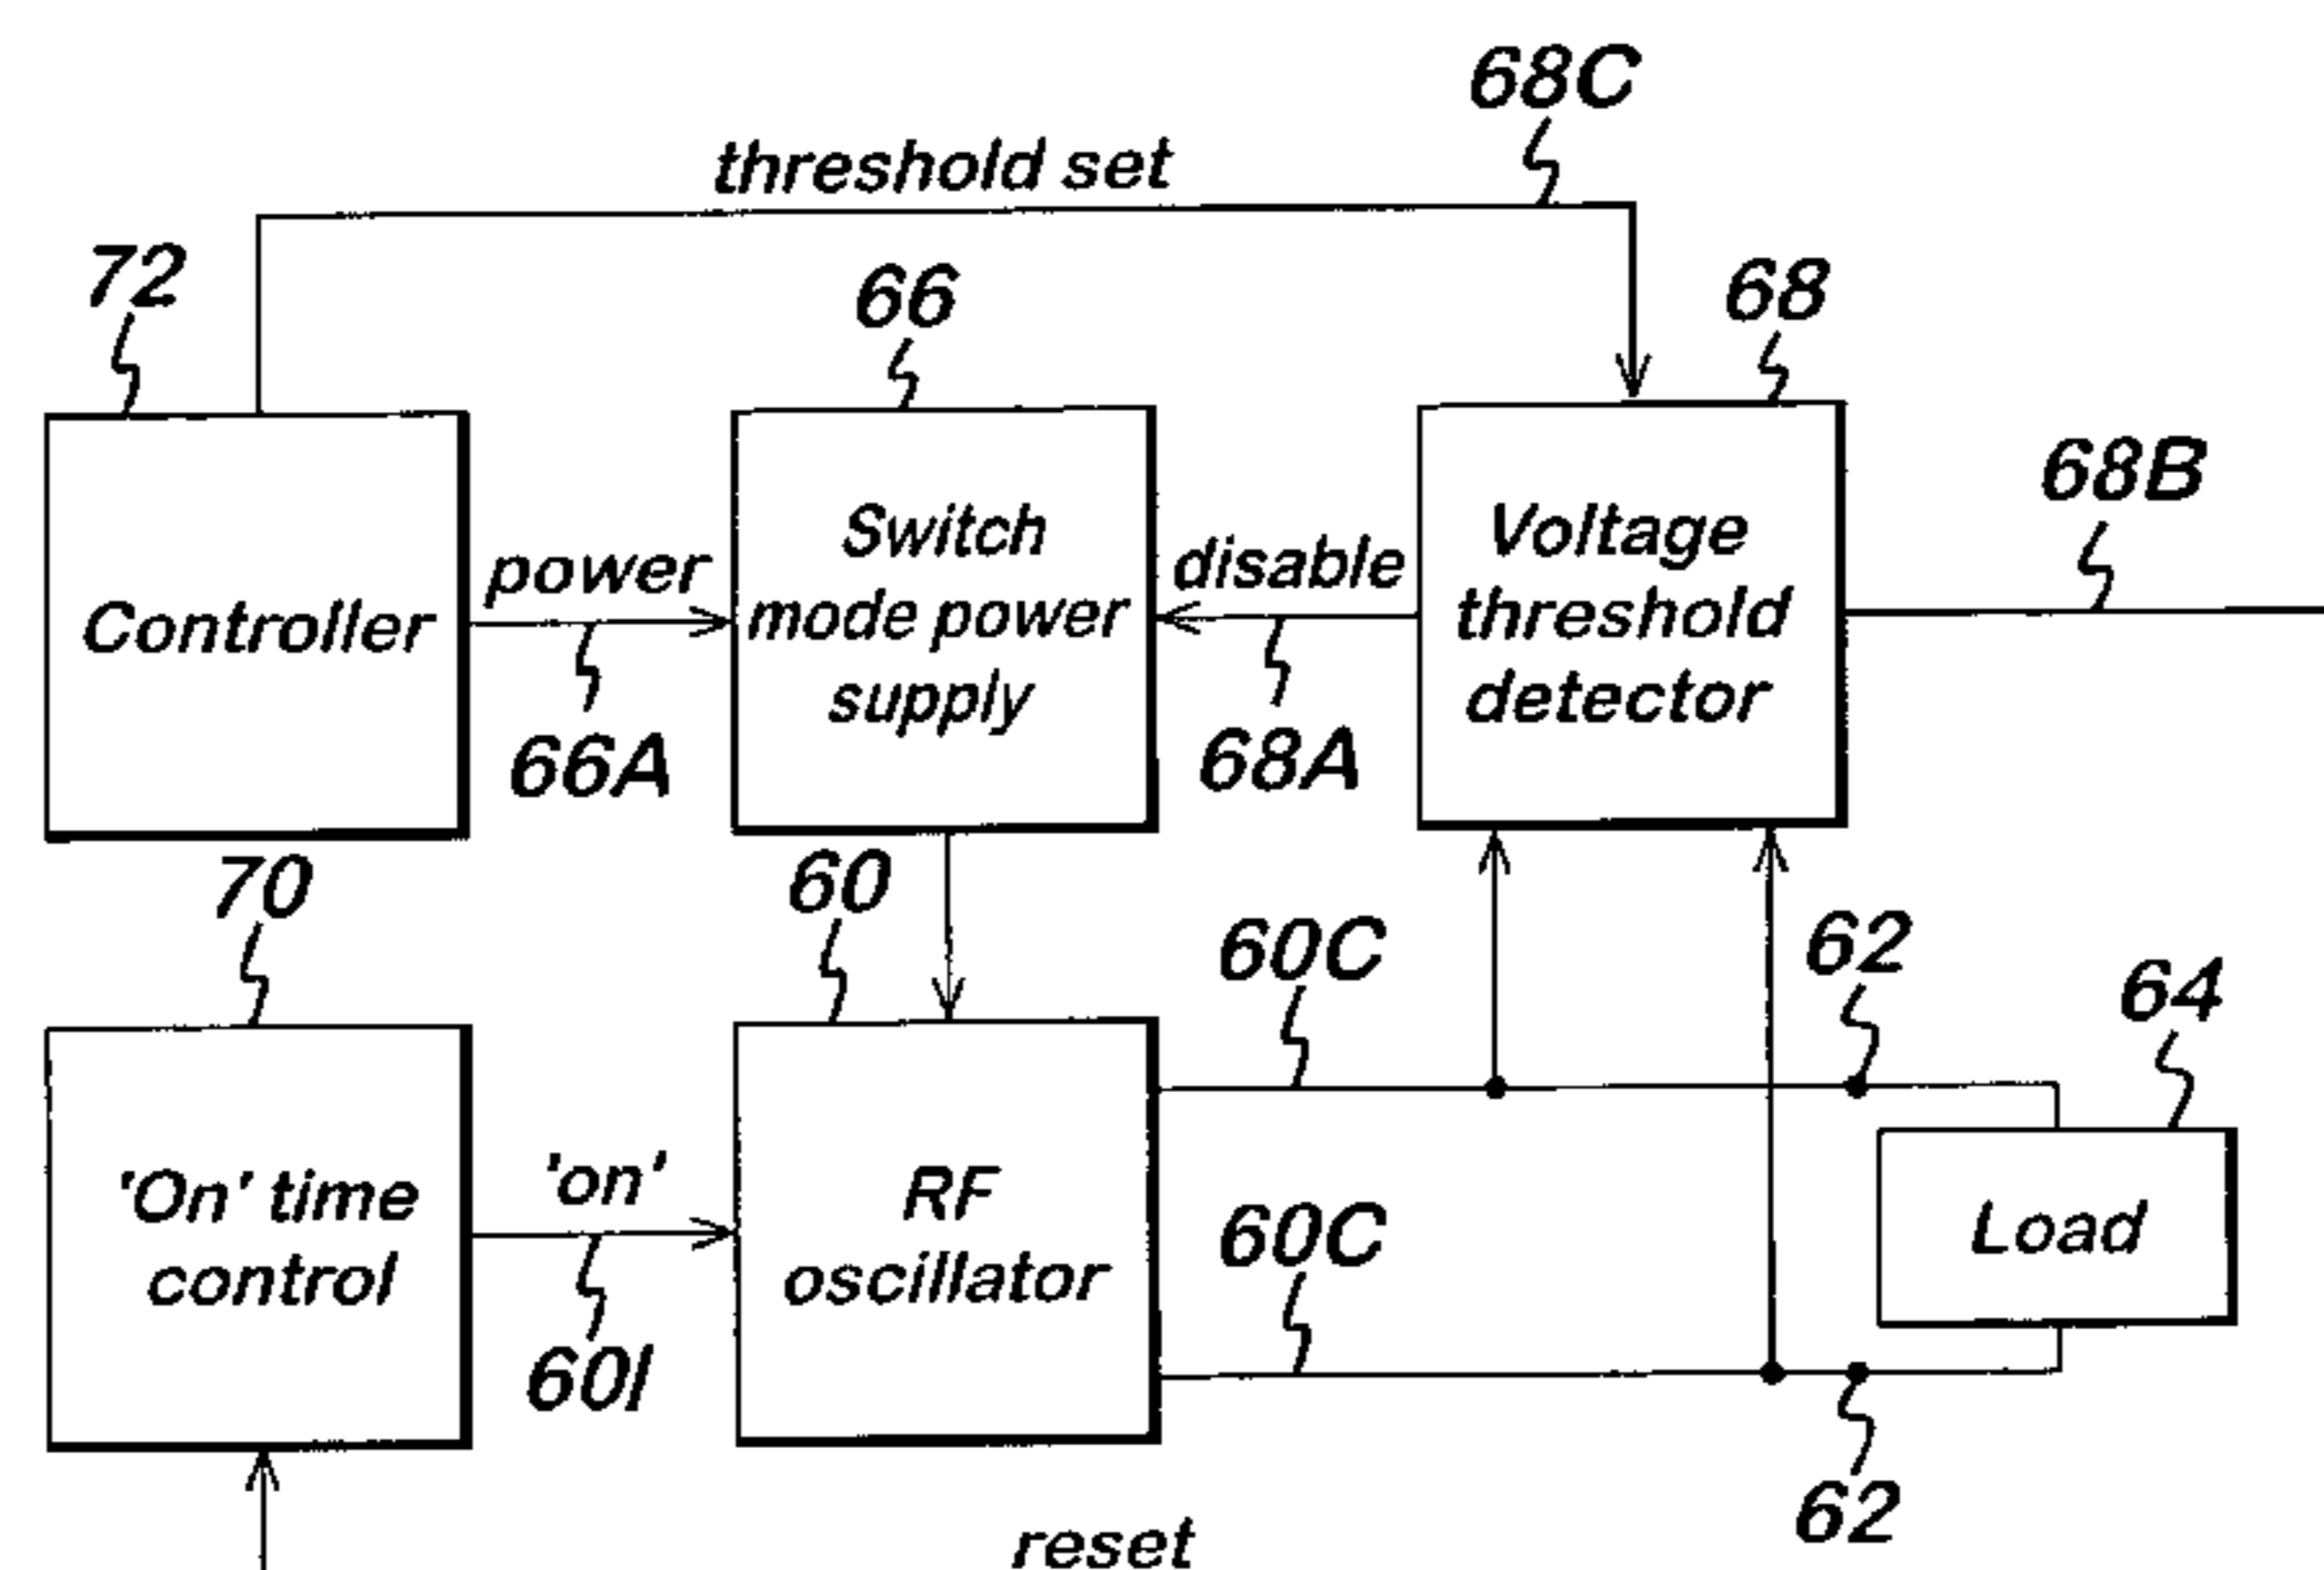 68C
threshold set
72
66
68
68B
Controller
power
66A
Switch
mode power
supply
disable
68A
Voltage
threshold
detector
70
60
60C
62
64
'On' time
control
'on'
60I
RF
oscillator
60C
Load
62
reset